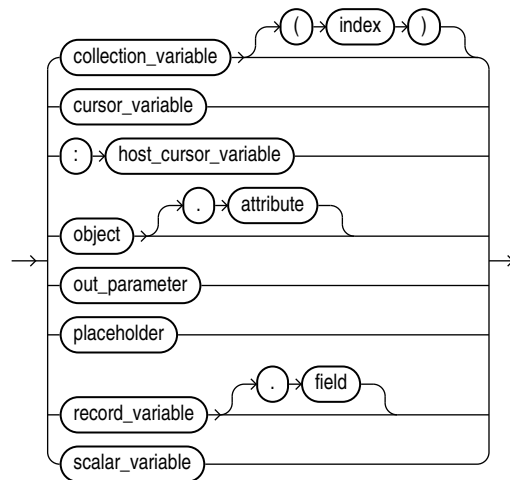 ( index )
collection_variable
cursor_variable
: host_cursor_variable
. attribute
object
out_parameter
placeholder
. field
record_variable
scalar_variable